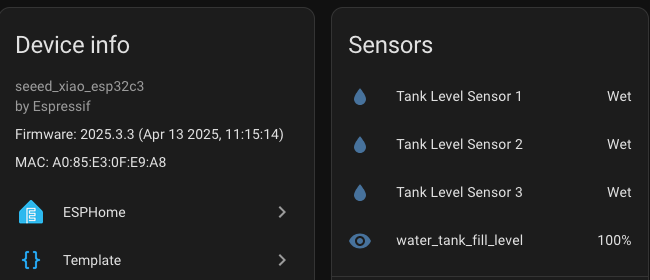 Device info
seeed_xiao_esp32c3
by Espressif
Firmware: 2025.3.3 (Apr 13 2025, 11:15:14)
MAC: A0:85:E3:0F:E9:A8
ESPHome
Template
Sensors
Tank Level Sensor 1 Wet
Tank Level Sensor 2 Wet
Tank Level Sensor 3 Wet
water_tank_fill_level 100%